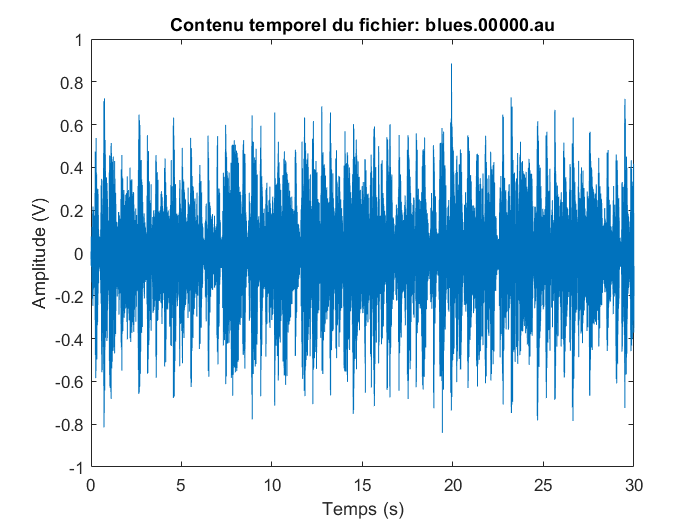 Contenu temporel du fichier: blues.00000.au
1
0.8
0.6
0.4
0.2
0
-0.2
-0.4
-0.6
-0.8
-1
Amplitude (V)
0 5 10 15 20 25 30
Temps (s)